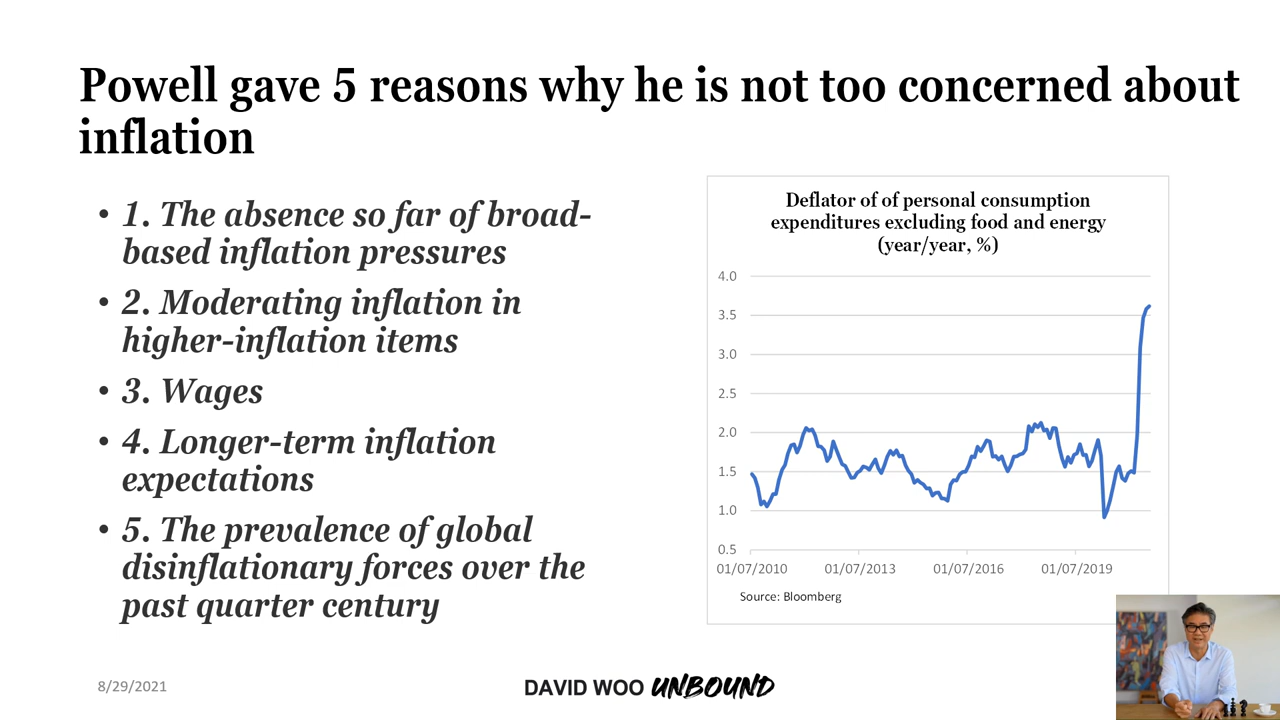 Powell gave 5 reasons why he is not too concerned about
inflation
• 1. The absence so far of broad-
based inflation pressures
• 2. Moderating inflation in
higher-inflation items
• 3. Wages
• 4. Longer-term inflation
expectations
• 5. The prevalence of global
disinflationary forces over the
past quarter century
Deflator of of personal consumption
expenditures excluding food and energy
(year/year, %)
4.0
3.5
3.0
2.5
2.0
1.5
1.0
0.5
01/07/2010 01/07/2013 01/07/2016 01/07/2019
Source: Bloomberg
8/29/2021
DAVID WOO UNBOUND